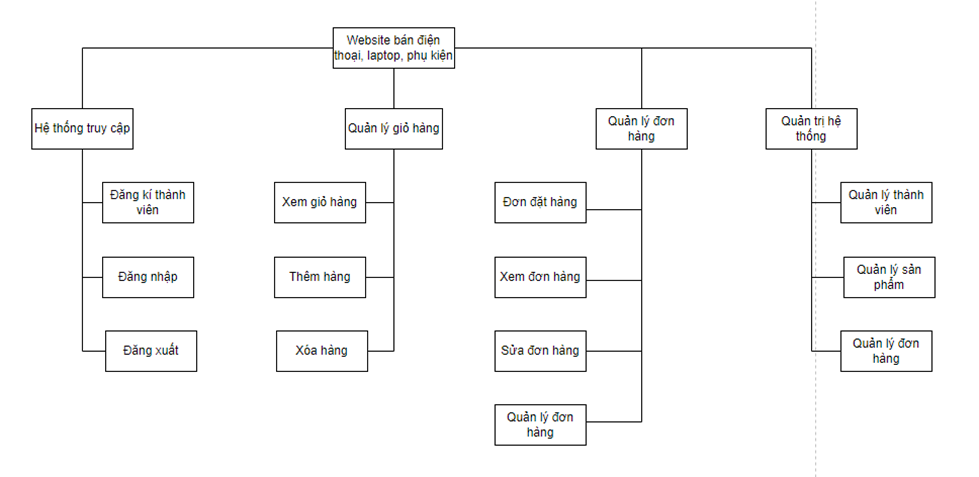 Website bán điện
thoại, laptop, phụ kiện
Hệ thống truy cập
Quản lý giỏ hàng
Quản lý đơn
hàng
Quản trị hệ
thống
Đăng kí thành
viên
Xem giỏ hàng
Đơn đặt hàng
Quản lý thành
viên
Đăng nhập
Thêm hàng
Xem đơn hàng
Quản lý sản
phẩm
Đăng xuất
Xóa hàng
Sửa đơn hàng
Quản lý đơn
hàng
Quản lý đơn
hàng